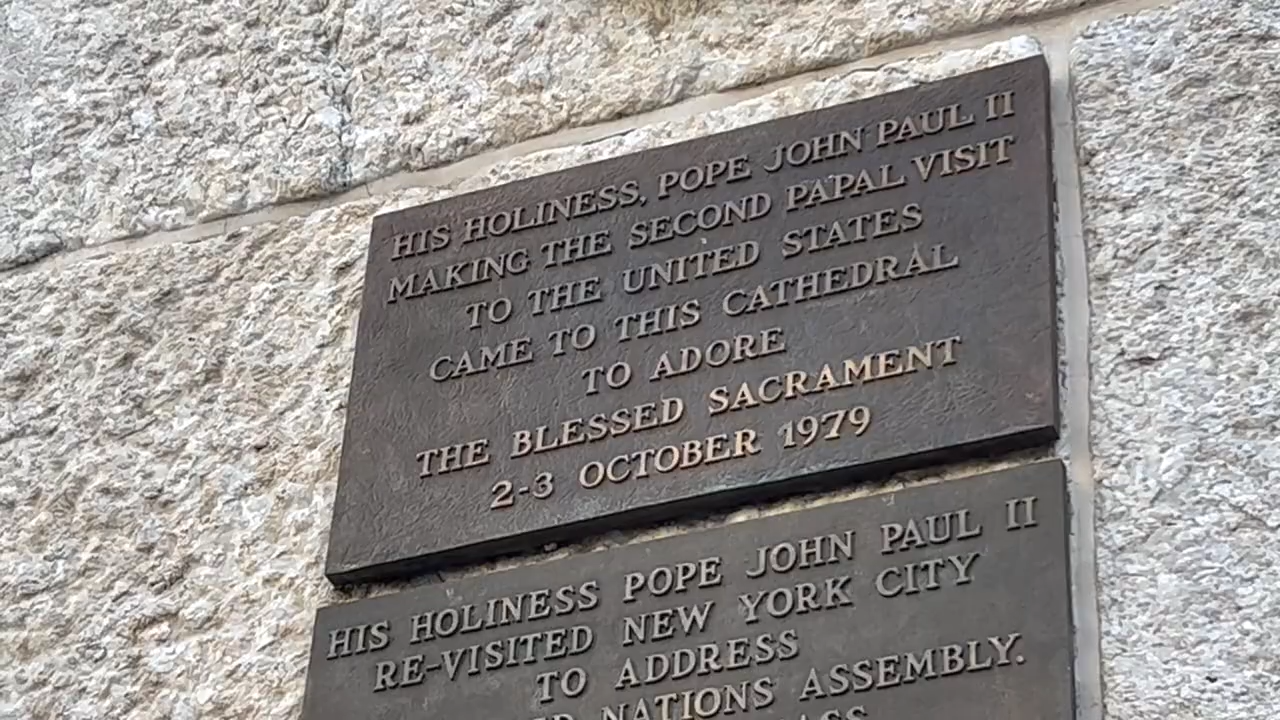 HIS HOLINESS, POPE JOHN PAUL II
MAKING THE SECOND PAPAL VISIT
TO THE UNITED STATES
CAME TO THIS CATHEDRAL
TO ADORE
THE BLESSED SACRAMENT
2-3 OCTOBER 1979
HIS HOLINESS POPE JOHN PAUL II
RE-VISITED NEW YORK CITY
TO ADDRESS
NATIONS ASSEMBLY.